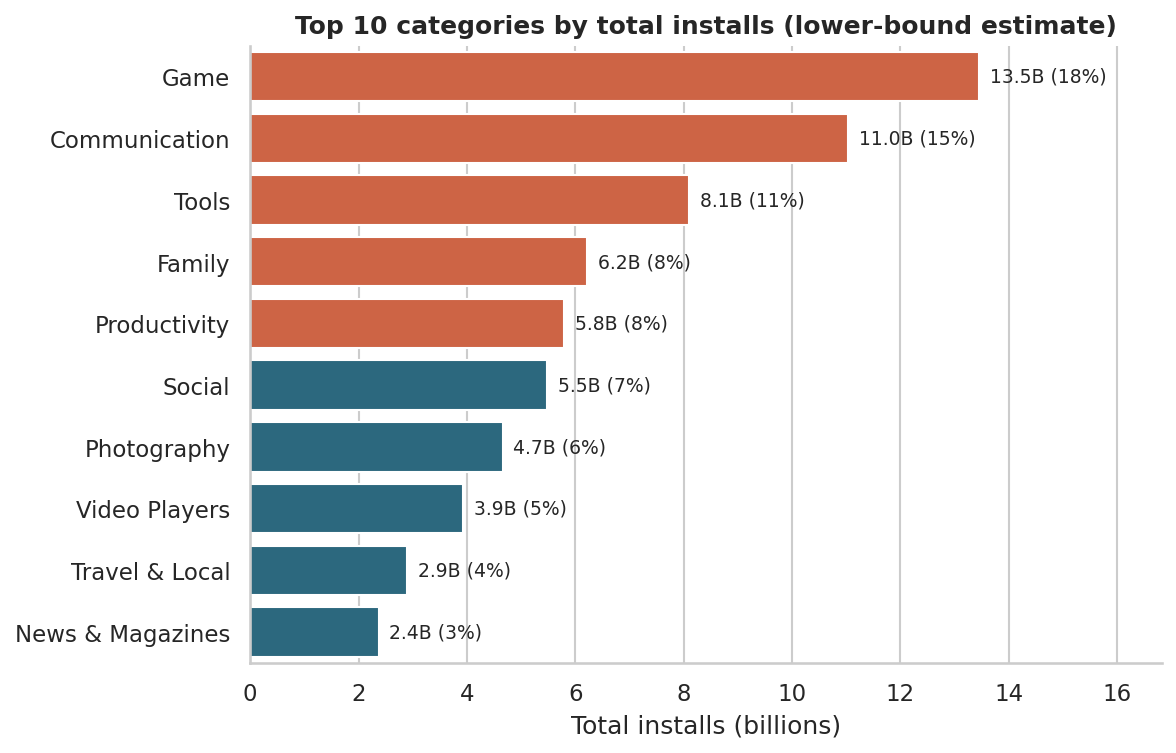 Top 10 categories by total installs (lower-bound estimate)
Game 13.5B (18%)
Communication 11.0B (15%)
Tools 8.1B (11%)
Family 6.2B (8%)
Productivity 5.8B (8%)
Social 5.5B (7%)
Photography 4.7B (6%)
Video Players 3.9B (5%)
Travel & Local 2.9B (4%)
News & Magazines 2.4B (3%)
0 2 4 6 8 10 12 14 16
Total installs (billions)